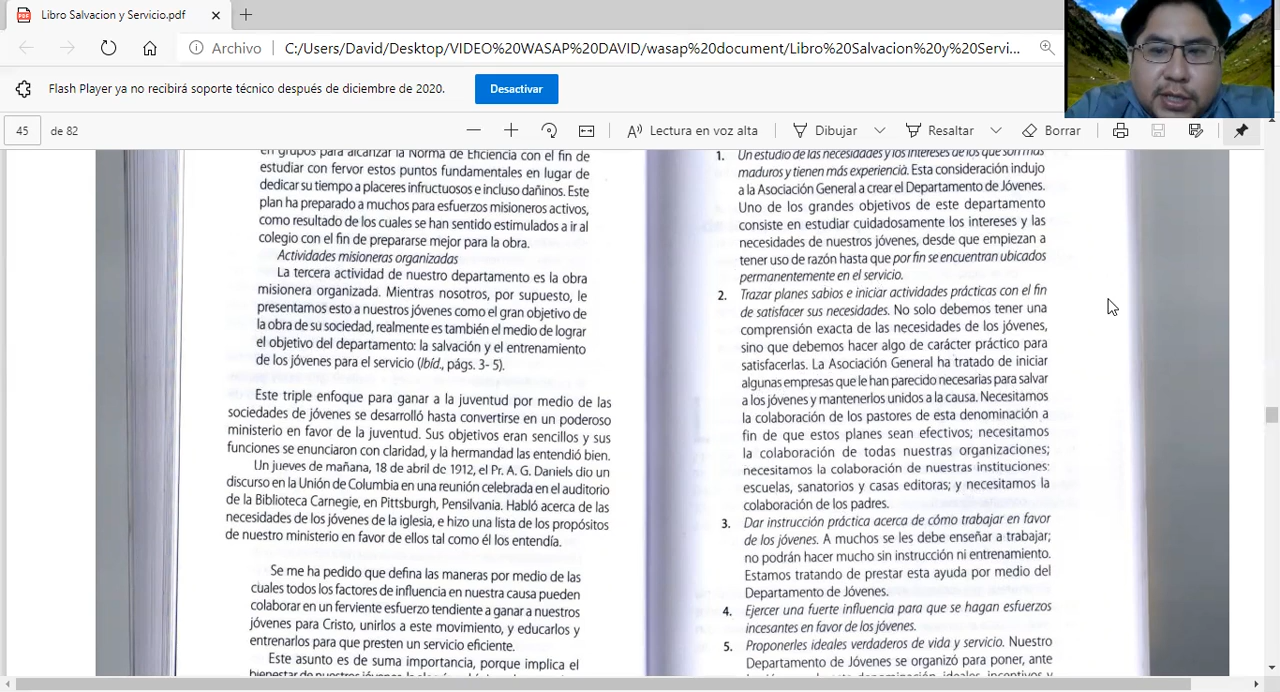 Libro Salvacion y Servicio.pdf
Archivo
C:/Users/David/Desktop/VIDEO%20WASAP%20DAVID/wasap%20document/Libro%20Salvacion%20y%20Servi...
Flash Player ya no recibirá soporte técnico después de diciembre de 2020.
Desactivar
45 de 82
Lectura en voz alta
Dibujar
Resaltar
Borrar
en grupos para alcanzar la Norma de Eficiencia con el fin de
estudiar con fervor estos puntos fundamentales en lugar de
dedicar su tiempo a placeres infructuosos e incluso dañinos. Este
plan ha preparado a muchos para esfuerzos misioneros activos,
como resultado de los cuales se han sentido estimulados a ir al
colegio con el fin de prepararse mejor para la obra.
Actividades misioneras organizadas
La tercera actividad de nuestro departamento es la obra
misionera organizada. Mientras nosotros, por supuesto, le
presentamos esto a nuestros jóvenes como el gran objetivo de
la obra de su sociedad, realmente es también el medio de lograr
el objetivo del departamento: la salvación y el entrenamiento
de los jóvenes para el servicio (Ibíd., págs. 3- 5).
Este triple enfoque para ganar a la juventud por medio de las
sociedades de jóvenes se desarrolló hasta convertirse en un poderoso
ministerio en favor de la juventud. Sus objetivos eran sencillos y sus
funciones se enunciaron con claridad, y la hermandad las entendió bien.
Un jueves de mañana, 18 de abril de 1912, el Pr. A. G. Daniels dio un
discurso en la Unión de Columbia en una reunión celebrada en el auditorio
de la Biblioteca Carnegie, en Pittsburgh, Pensilvania. Habló acerca de las
necesidades de los jóvenes de la iglesia, e hizo una lista de los propósitos
de nuestro ministerio en favor de ellos tal como él los entendía.
Se me ha pedido que defina las maneras por medio de las
cuales todos los factores de influencia en nuestra causa pueden
colaborar en un ferviente esfuerzo tendiente a ganar a nuestros
jóvenes para Cristo, unirlos a este movimiento, y educarlos y
entrenarlos para que presten un servicio eficiente.
Este asunto es de suma importancia, porque implica el
1. Un estudio de las necesidades y los intereses de los que son más
maduros y tienen más experiencia. Esta consideración indujo
a la Asociación General a crear el Departamento de Jóvenes.
Uno de los grandes objetivos de este departamento
consiste en estudiar cuidadosamente los intereses y las
necesidades de nuestros jóvenes, desde que empiezan a
tener uso de razón hasta que por fin se encuentran ubicados
permanentemente en el servicio.
2. Trazar planes sabios e iniciar actividades prácticas con el fin
de satisfacer sus necesidades. No solo debemos tener una
comprensión exacta de las necesidades de los jóvenes,
sino que debemos hacer algo de carácter práctico para
satisfacerlas. La Asociación General ha tratado de iniciar
algunas empresas que le han parecido necesarias para salvar
a los jóvenes y mantenerlos unidos a la causa. Necesitamos
la colaboración de los pastores de esta denominación a
fin de que estos planes sean efectivos; necesitamos
la colaboración de todas nuestras organizaciones;
necesitamos la colaboración de nuestras instituciones:
escuelas, sanatorios y casas editoras; y necesitamos la
colaboración de los padres.
3. Dar instrucción práctica acerca de cómo trabajar en favor
de los jóvenes. A muchos se les debe enseñar a trabajar;
no podrán hacer mucho sin instrucción ni entrenamiento.
Estamos tratando de prestar esta ayuda por medio del
Departamento de Jóvenes.
4. Ejercer una fuerte influencia para que se hagan esfuerzos
incesantes en favor de los jóvenes.
5. Proponerles ideales verdaderos de vida y servicio. Nuestro
Departamento de Jóvenes se organizó para poner, ante